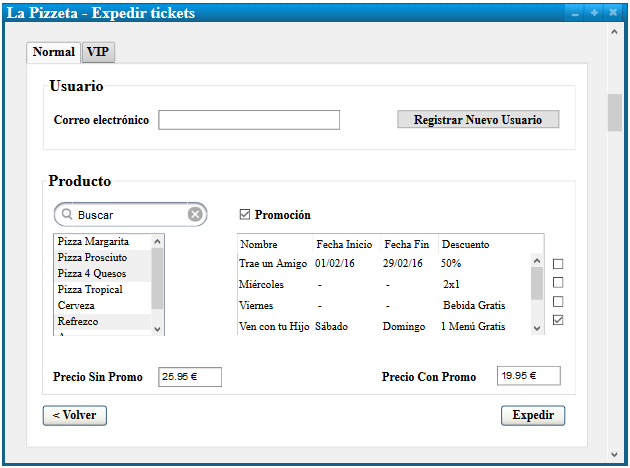 La Pizzeta - Expedir tickets
Normal VIP
Usuario
Correo electrónico Registrar Nuevo Usuario
Producto
Buscar Promoción
Pizza Margarita
Pizza Prosciuto
Pizza 4 Quesos
Pizza Tropical
Cerveza
Refrezco
Nombre Fecha Inicio Fecha Fin Descuento
Trae un Amigo 01/02/16 29/02/16 50%
Miércoles - - 2x1
Viernes - - Bebida Gratis
Ven con tu Hijo Sábado Domingo 1 Menú Gratis
Precio Sin Promo 25.95 € Precio Con Promo 19.95 €
< Volver Expedir